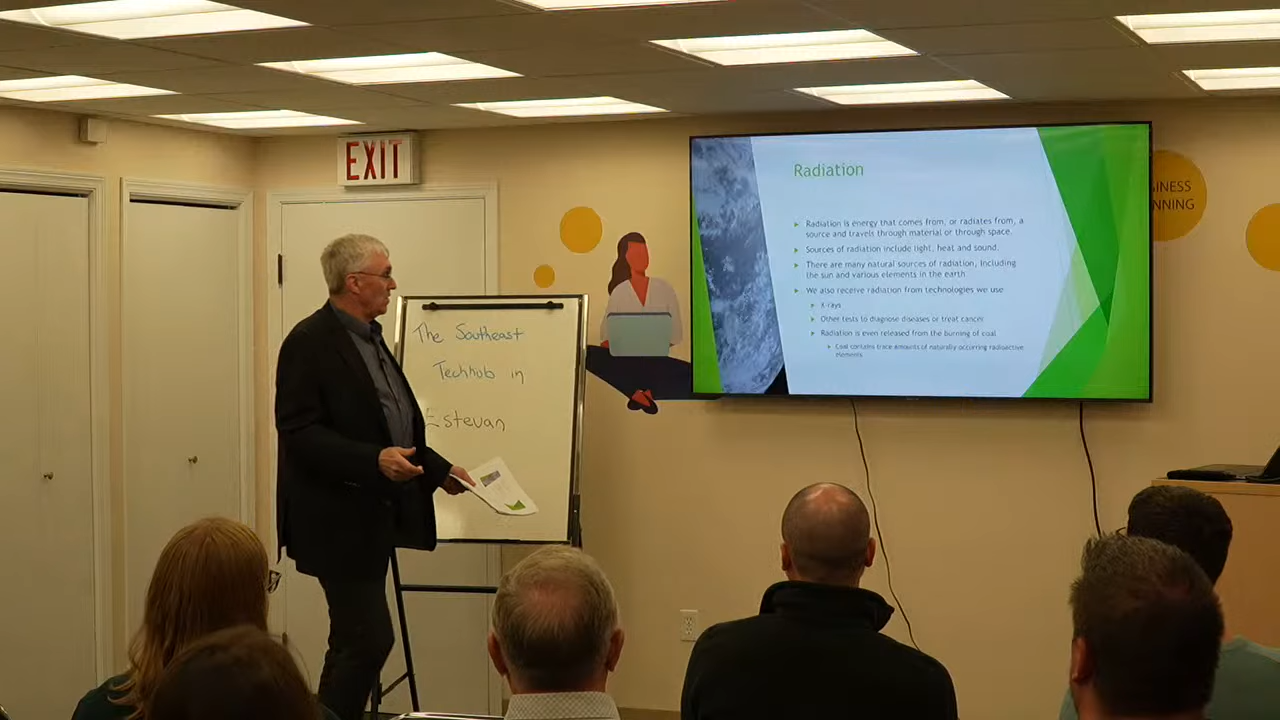 EXIT
The Southeast
Techhub in
Estevan
Radiation
Radiation is energy that comes from, or radiates from, a
source and travels through material or through space.
Sources of radiation include light, heat and sound.
There are many natural sources of radiation, including
the sun and various elements in the earth
We also receive radiation from technologies we use
X-rays
Other tests to diagnose diseases or treat cancer
Radiation is even released from the burning of coal
Coal contains trace amounts of naturally occurring radioactive
elements
INESS
NNING